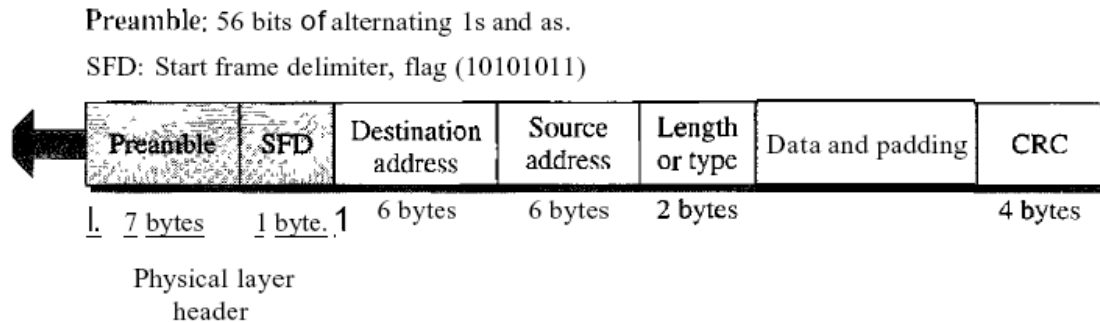 Preamble: 56 bits of alternating 1s and as.
SFD: Start frame delimiter, flag (10101011)
Preamble SFD Destination address Source address Length or type Data and padding CRC
l. 7 bytes 1 byte. 1 6 bytes 6 bytes 2 bytes 4 bytes
Physical layer
header